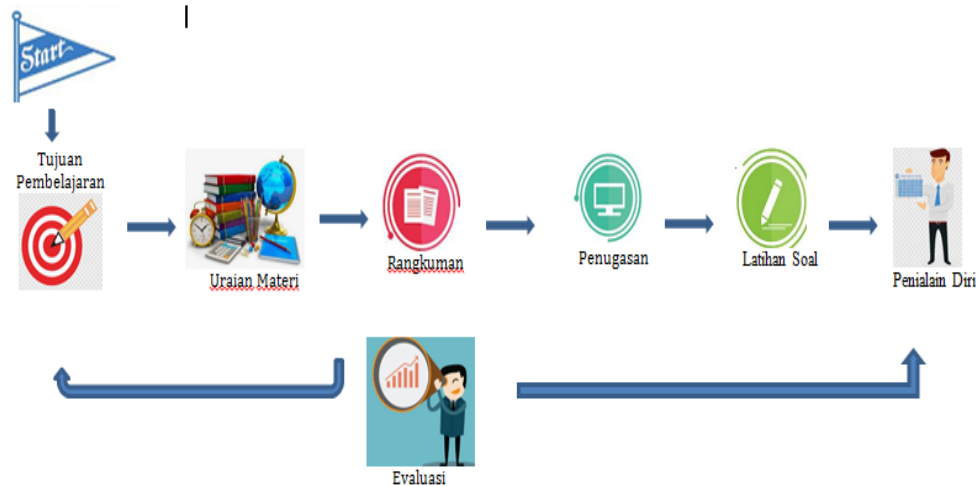 Start
Tujuan
Pembelajaran
Uraian Materi
Rangkuman
Penugasan
Latihan Soal
Penialain Diri
Evaluasi